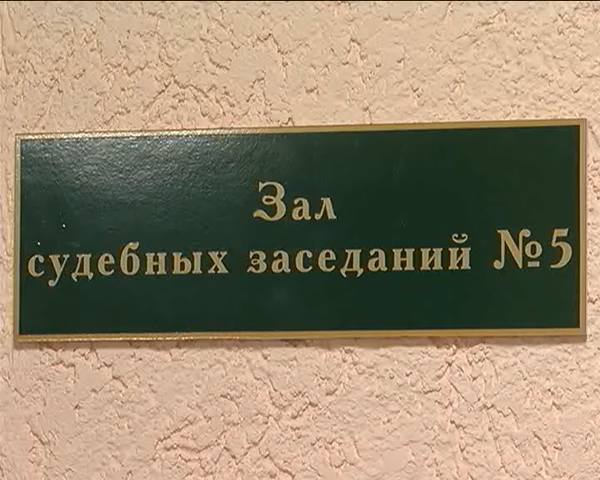 Зал
судебных заседаний №5